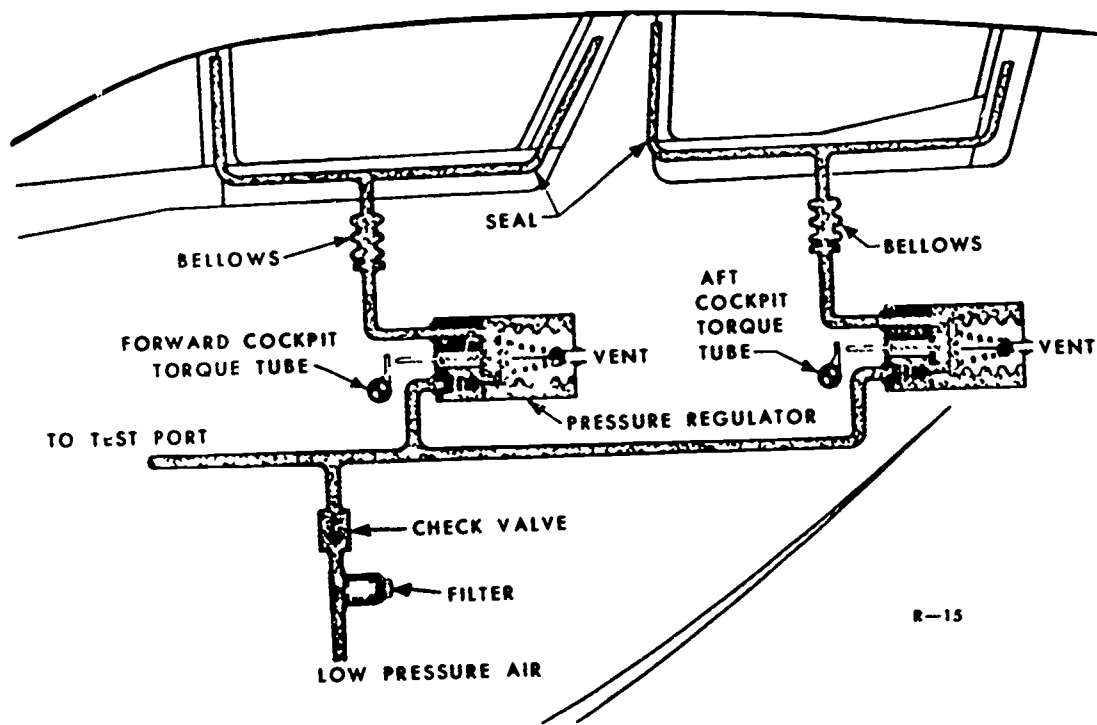 SEAL
BELLOWS
BELLOWS
AFT
COCKPIT
TORQUE
TUBE
FORWARD COCKPIT
TORQUE TUBE
VENT
VENT
PRESSURE REGULATOR
TO TEST PORT
CHECK VALVE
FILTER
R-15
LOW PRESSURE AIR